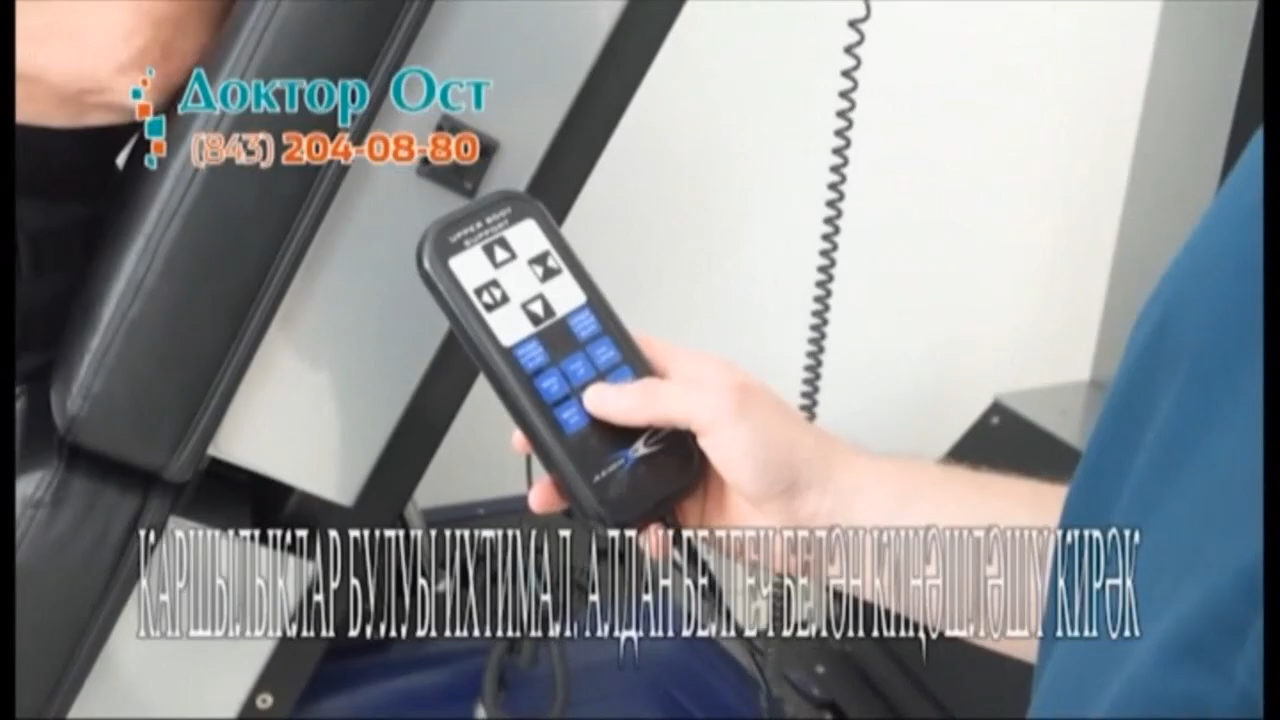 Доктор Ост
(843) 204-08-80
UPPER BODY
SUPPORT
КАРШЫЛЫКЛАР БУЛУЫ ИХТИМАЛ. АЛДАН БЕЛГЕЧ БЕЛӘН КИҢӘШЛӘШҮ КИРӘК